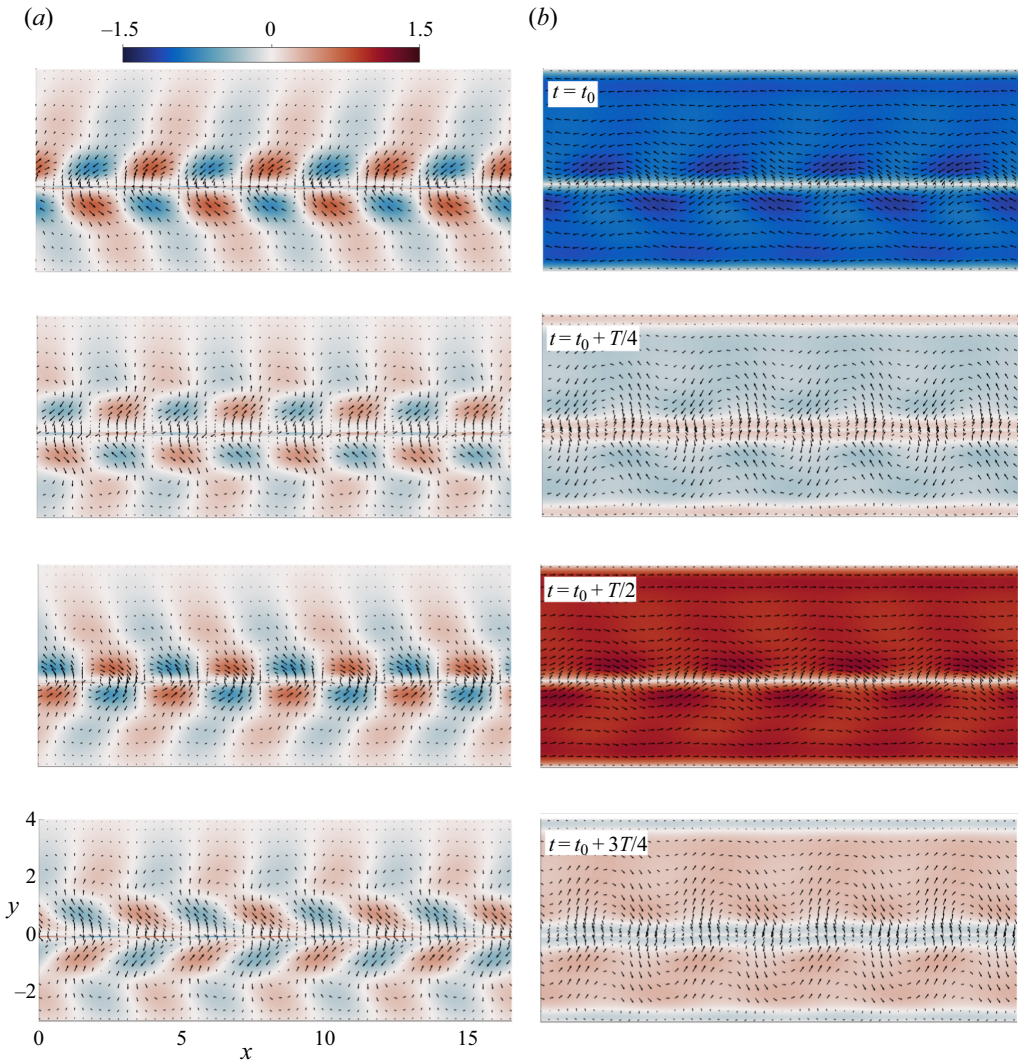 (a)
(b)
–1.5
0
1.5
t = t0
t = t0 + T/4
t = t0 + T/2
t = t0 + 3T/4
4
2
y
0
–2
0
5
10
15
x